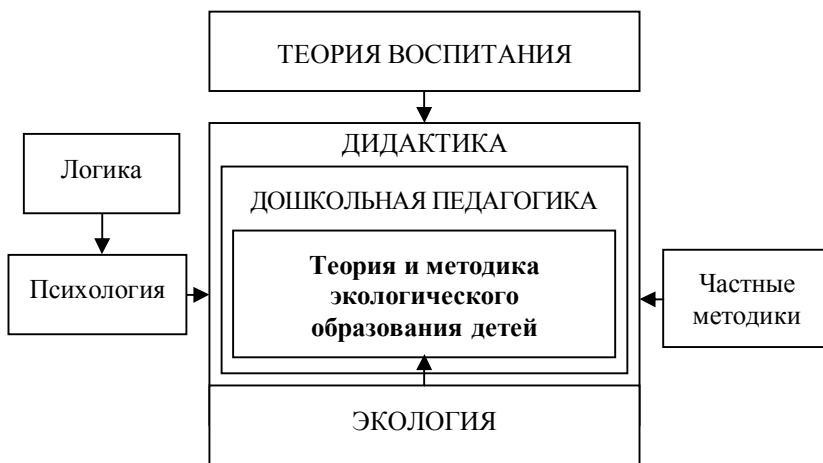 ТЕОРИЯ ВОСПИТАНИЯ
ДИДАКТИКА
Логика
ДОШКОЛЬНАЯ ПЕДАГОГИКА
Теория и методика
экологического
образования детей
Психология
Частные
методики
ЭКОЛОГИЯ